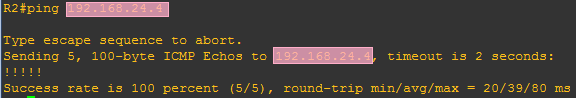 R2#ping 192.168.24.4
Type escape sequence to abort.
Sending 5, 100-byte ICMP Echos to 192.168.24.4, timeout is 2 seconds:
!!!!!
Success rate is 100 percent (5/5), round-trip min/avg/max = 20/39/80 ms